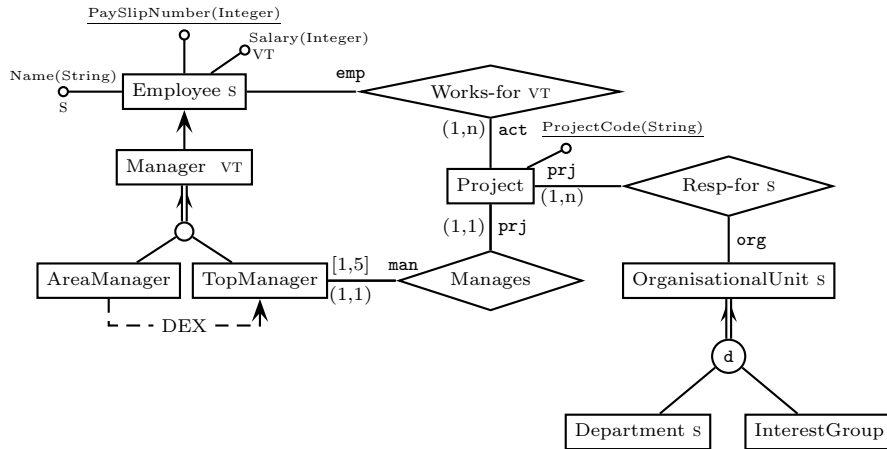 PaySlipNumber(Integer)
Salary(Integer)
VT
Name(String)
S
Employee S
emp
Works-for VT
(1,n)
act
ProjectCode(String)
Manager VT
Project
prj
(1,n)
Resp-for S
(1,1)
prj
org
AreaManager
TopManager
[1,5]
man
(1,1)
Manages
OrganisationalUnit S
DEX
d
Department S
InterestGroup